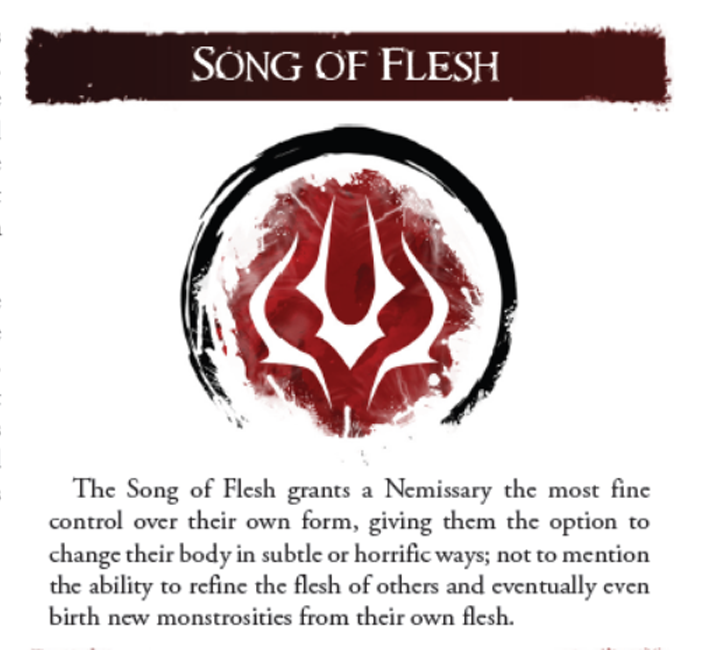 SONG OF FLESH
The Song of Flesh grants a Nemissary the most fine
control over their own form, giving them the option to
change their body in subtle or horrific ways; not to mention
the ability to refine the flesh of others and eventually even
birth new monstrosities from their own flesh.